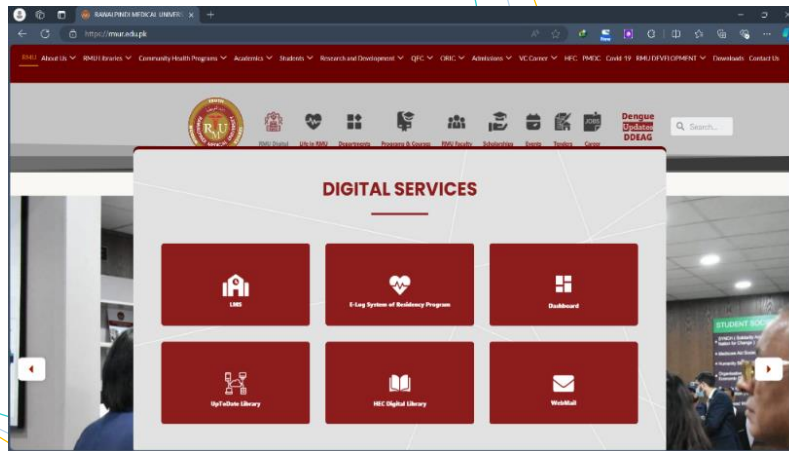 RAWALPINDI MEDICAL UNIVERS
https://rmur.edu.pk
RMU About Us RMU Libraries Community Health Programs Academics Students Research and Development QEC ORIC Admissions VC Corner HEC PMDC Covid 19 RMU DEVELOPMENT Downloads Contact Us
RMU Digital Life in RMU Departments Programs & Courses RMU Faculty Scholarships Events Tenders Career
JOBS
Dengue
Updates
DDEAG
Search...
DIGITAL SERVICES
LMS
E-Log System of Residency Program
Dashboard
UpToDate Library
HEC Digital Library
WebMail
STUDENT SOC